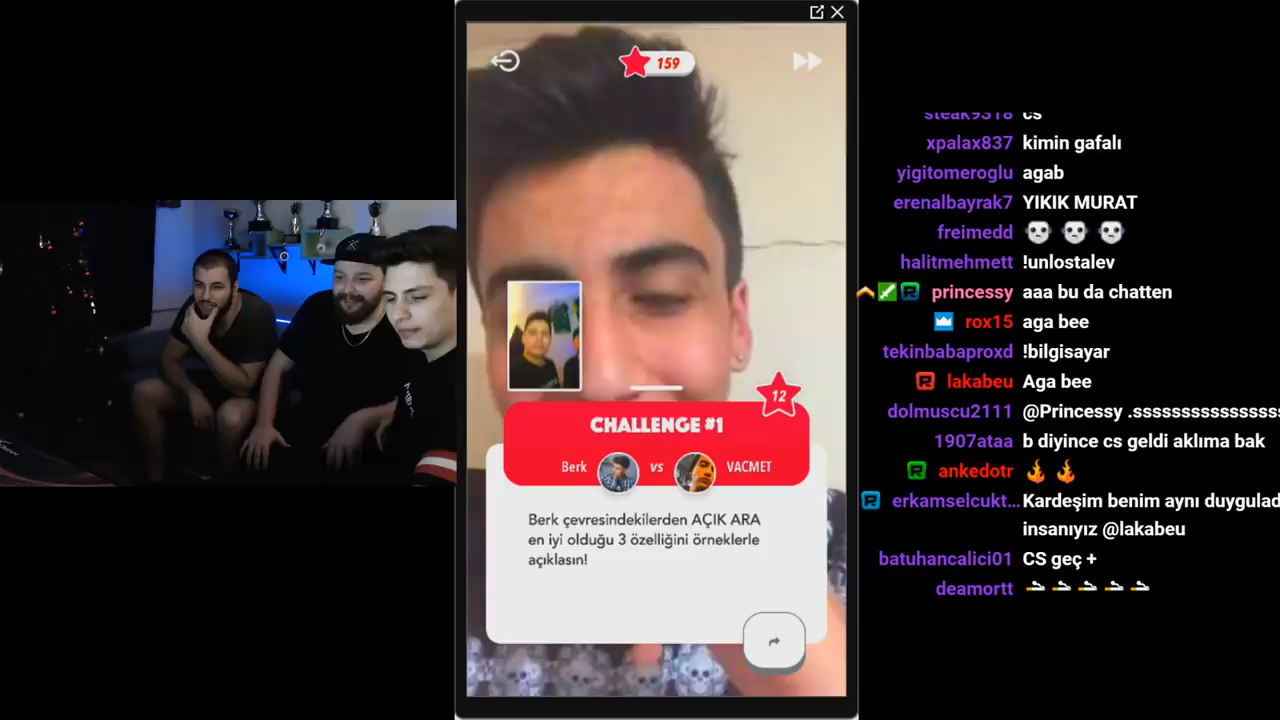 159
12
CHALLENGE #1
Berk vs VACMET
Berk çevresindekilerden AÇIK ARA
en iyi olduğu 3 özelliğini örneklerle
açıklasın!
steak9318 cs
xpalax837 kimin gafalı
yigitomeroglu agab
erenalbayrak7 YIKIK MURAT
freimedd
halitmehmett !unlostalev
princessy aaa bu da chatten
rox15 aga bee
tekinbabaproxd !bilgisayar
lakabeu Aga bee
dolmuscu2111 @Princessy .ssssssssssssssss
1907ataa b diyince cs geldi aklıma bak
ankedotr
erkamselcukt... Kardeşim benim aynı duygulad
insanıyız @lakabeu
batuhancalici01 CS geç +
deamortt